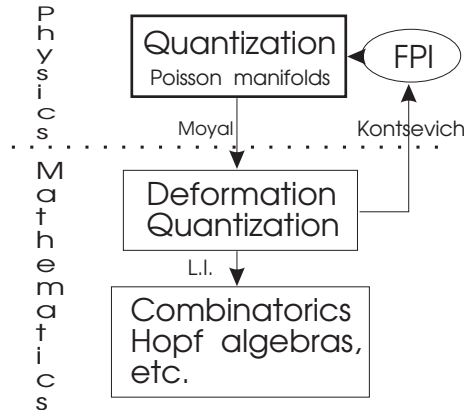 Physics
Quantization
Poisson manifolds
FPI
Moyal
Kontsevich
Mathematics
Deformation
Quantization
L.I.
Combinatorics
Hopf algebras,
etc.